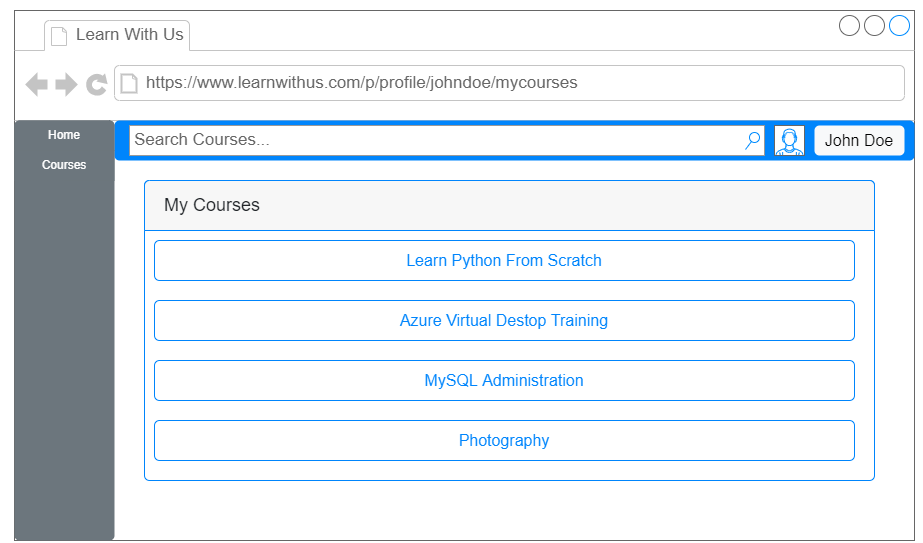 Learn With Us
https://www.learnwithus.com/p/profile/johndoe/mycourses
Home
Courses
Search Courses...
John Doe
My Courses
Learn Python From Scratch
Azure Virtual Destop Training
MySQL Administration
Photography